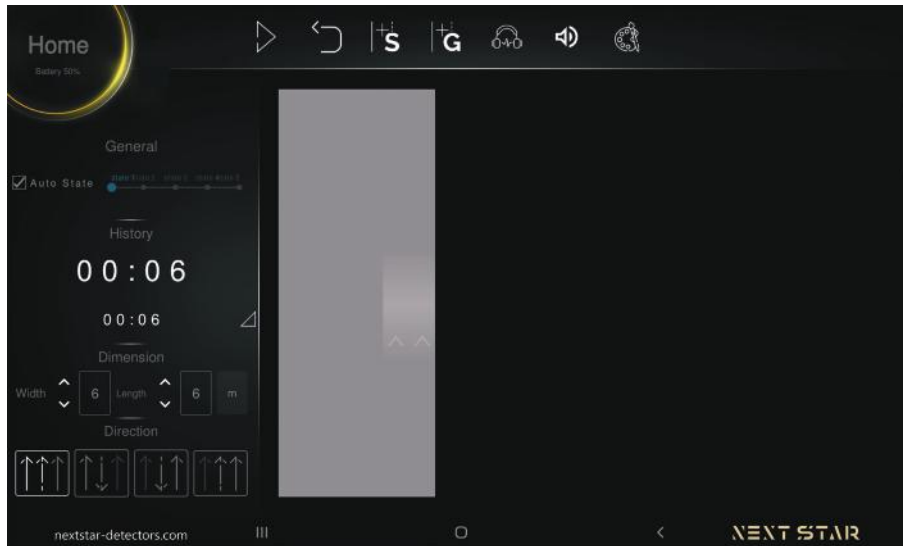 Home
Battery 50%
S
G
General
Auto State
History
00:06
00:06
Dimension
Width 6 Length 6 m
Direction
nextstar-detectors.com
NEXT STAR